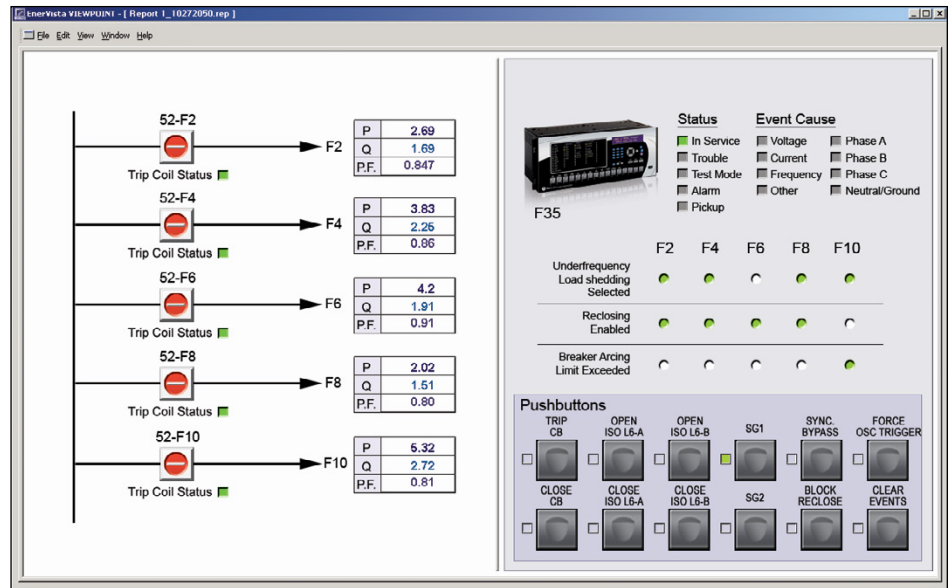 EnerVista VIEWPOINT - [ Report 1_10272050.rep ]
File Edit View Window Help
52-F2
F2
Trip Coil Status
P 2.69
Q 1.69
P.F. 0.847
52-F4
F4
Trip Coil Status
P 3.83
Q 2.25
P.F. 0.86
52-F6
F6
Trip Coil Status
P 4.2
Q 1.91
P.F. 0.91
52-F8
F8
Trip Coil Status
P 2.02
Q 1.51
P.F. 0.80
52-F10
F10
Trip Coil Status
P 5.32
Q 2.72
P.F. 0.81
F35
Status
In Service
Trouble
Test Mode
Alarm
Pickup
Event Cause
Voltage
Current
Frequency
Other
Phase A
Phase B
Phase C
Neutral/Ground
F2 F4 F6 F8 F10
Underfrequency
Load shedding
Selected
Reclosing
Enabled
Breaker Arcing
Limit Exceeded
Pushbuttons
TRIP
CB
OPEN
ISO L6-A
OPEN
ISO L6-B
SG1
SYNC.
BYPASS
FORCE
OSC TRIGGER
CLOSE
CB
CLOSE
ISO L6-A
CLOSE
ISO L6-B
SG2
BLOCK
RECLOSE
CLEAR
EVENTS